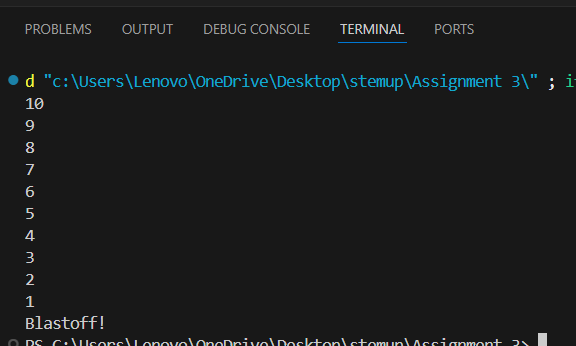 PROBLEMS OUTPUT DEBUG CONSOLE TERMINAL PORTS
d "c:\Users\Lenovo\OneDrive\Desktop\stemup\Assignment 3\" ; i
10
9
8
7
6
5
4
3
2
1
Blastoff!
PS C:\Users\Lenovo\OneDrive\Desktop\stemup\Assignment 3>